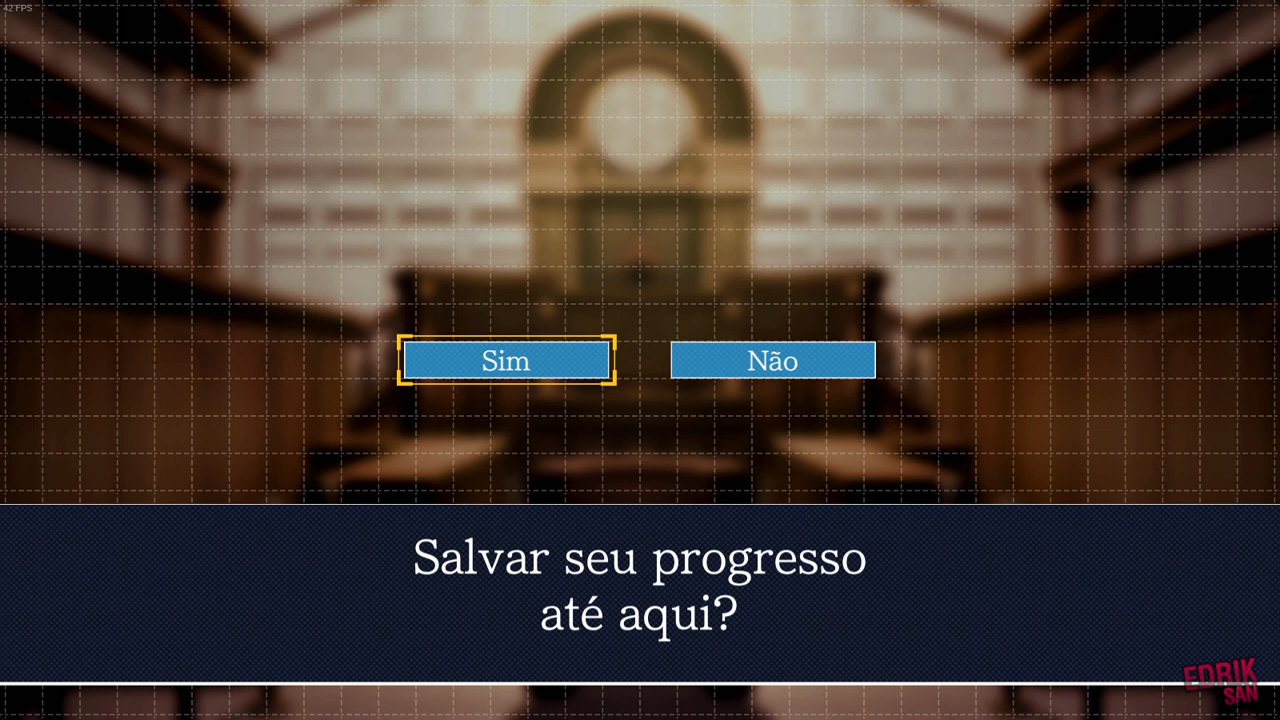 42 FPS
Sim
Não
Salvar seu progresso
até aqui?
EDRIK
SAN